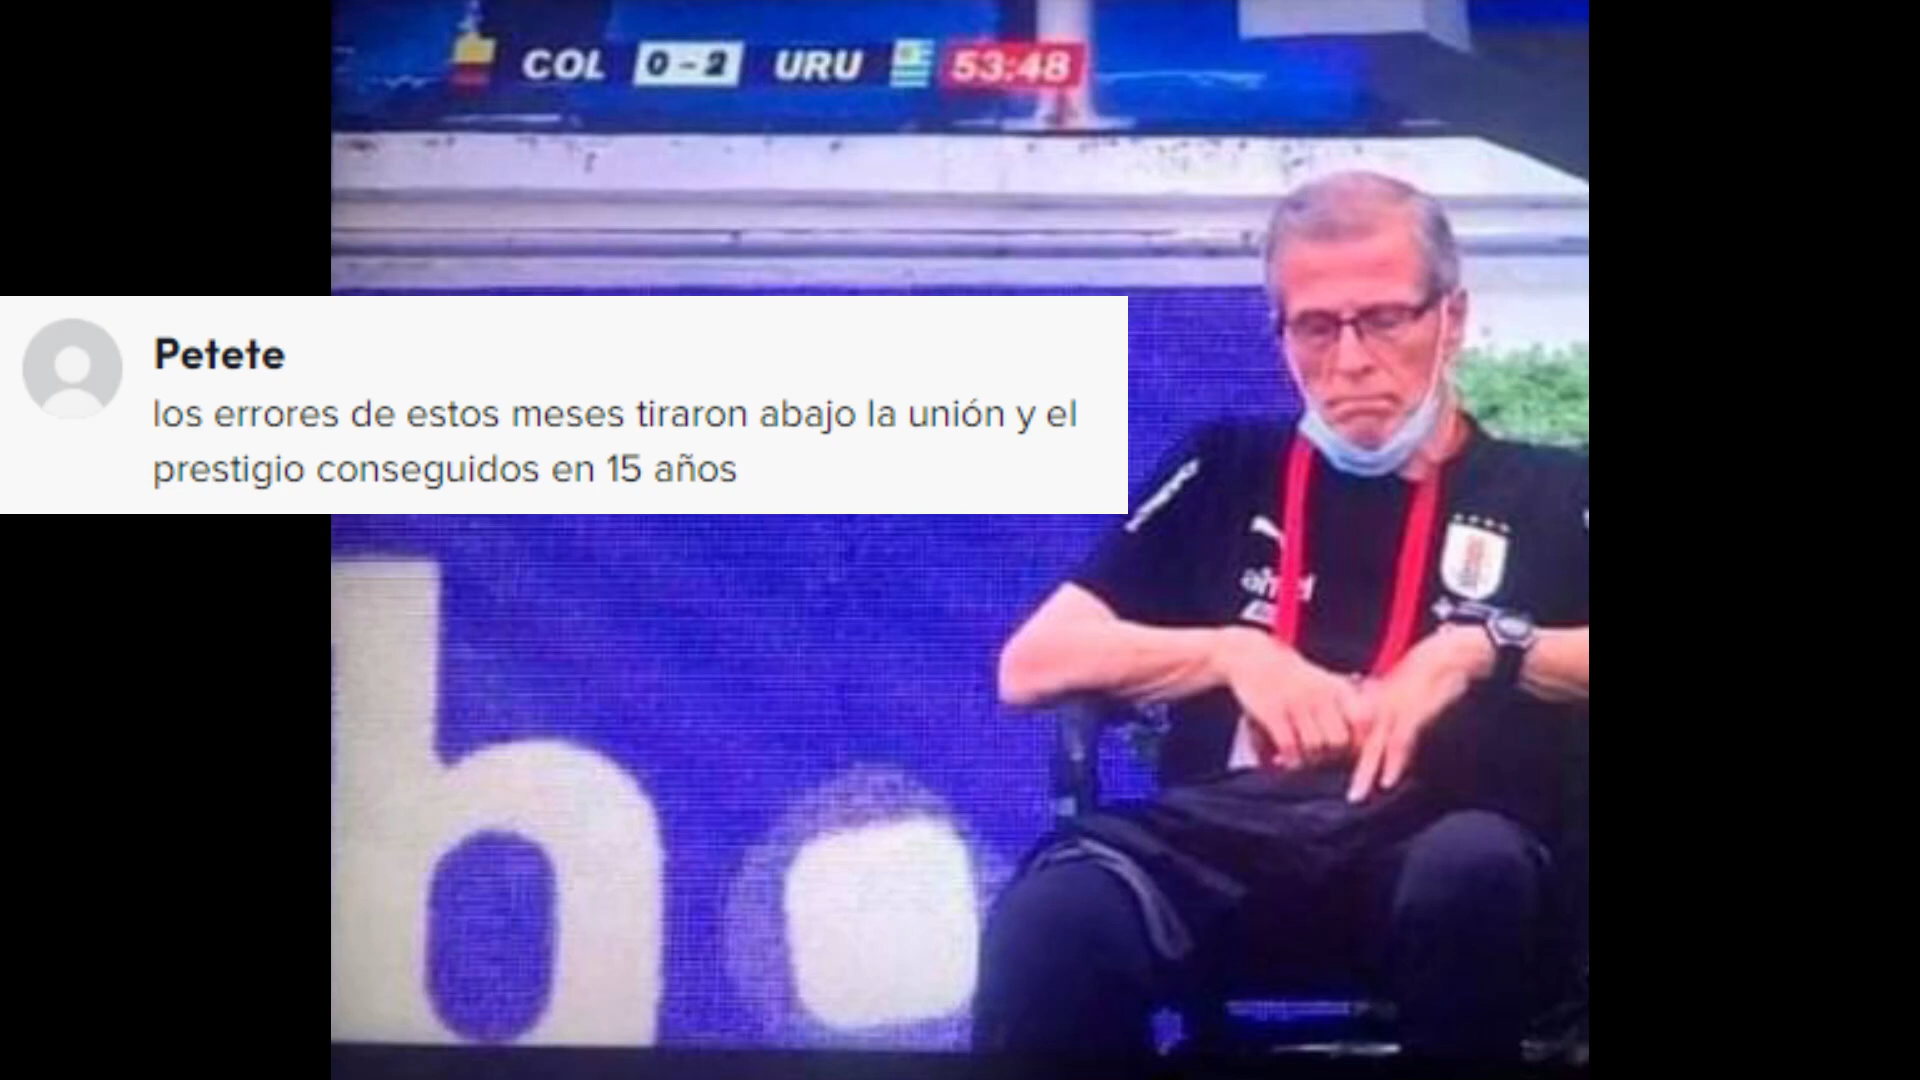 COL 0-2 URU 53:48
Petete
los errores de estos meses tiraron abajo la unión y el
prestigio conseguidos en 15 años